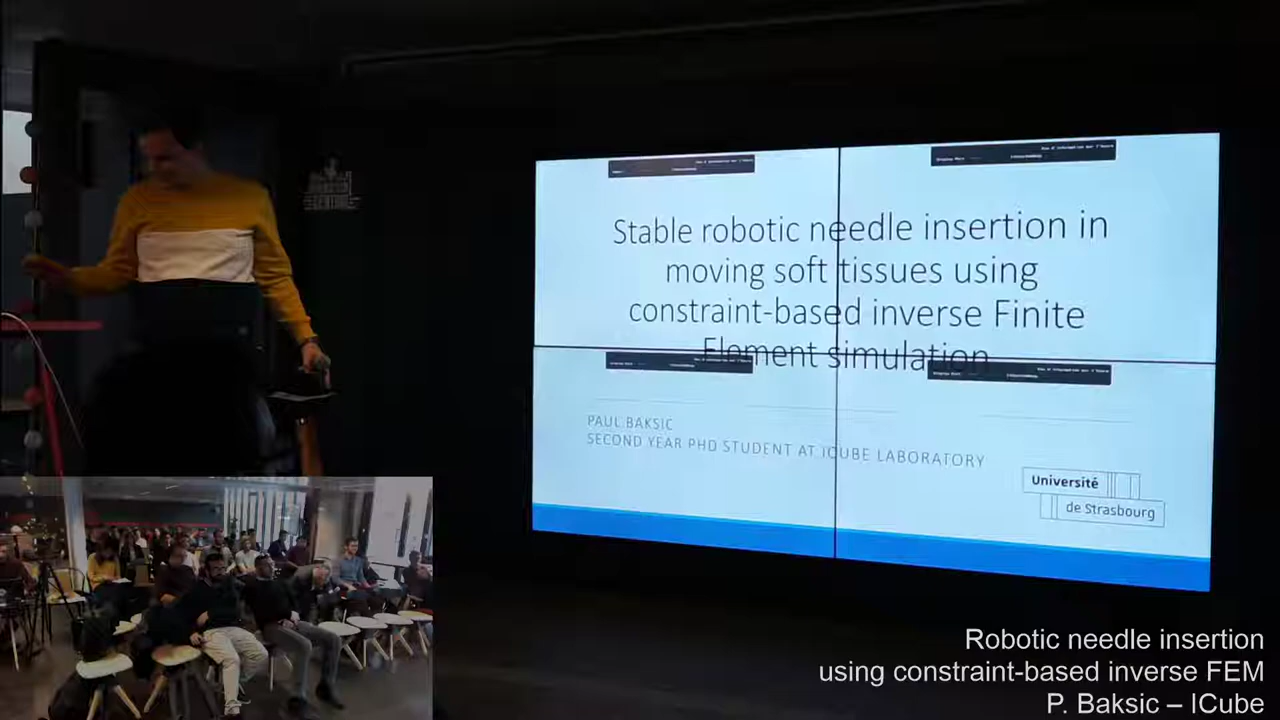 Stable robotic needle insertion in
moving soft tissues using
constraint-based inverse Finite
Element simulation
PAUL BAKSIC
SECOND YEAR PHD STUDENT AT ICUBE LABORATORY
Université
de Strasbourg
Robotic needle insertion
using constraint-based inverse FEM
P. Baksic – ICube